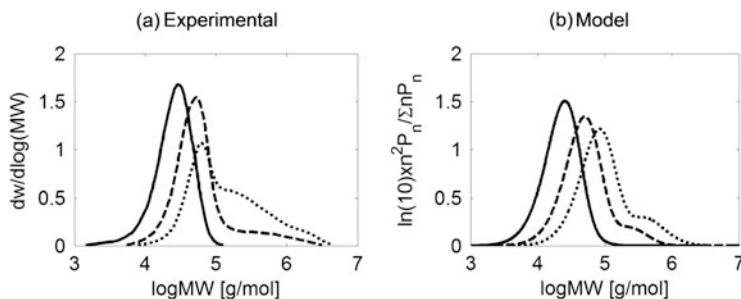 (a) Experimental
(b) Model
dw/dlog(MW)
2
1.5
1
0.5
0
3 4 5 6 7
logMW [g/mol]
ln(10)xn²Pₙ/ΣnPₙ
2
1.5
1
0.5
0
3 4 5 6 7
logMW [g/mol]